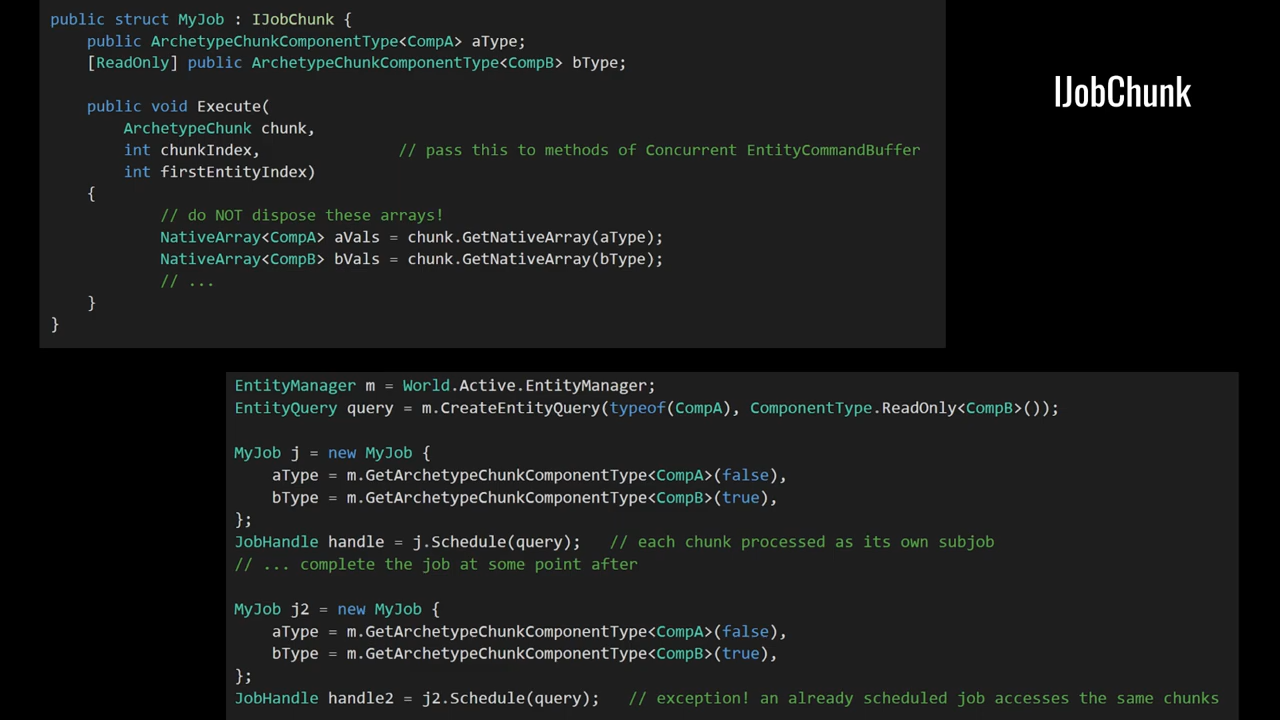 public struct MyJob : IJobChunk {
    public ArchetypeChunkComponentType<CompA> aType;
    [ReadOnly] public ArchetypeChunkComponentType<CompB> bType;
    public void Execute(
        ArchetypeChunk chunk,
        int chunkIndex,               // pass this to methods of Concurrent EntityCommandBuffer
        int firstEntityIndex)
    {
            // do NOT dispose these arrays!
            NativeArray<CompA> aVals = chunk.GetNativeArray(aType);
            NativeArray<CompB> bVals = chunk.GetNativeArray(bType);
            // ...
    }
}
IJobChunk
EntityManager m = World.Active.EntityManager;
EntityQuery query = m.CreateEntityQuery(typeof(CompA), ComponentType.ReadOnly<CompB>());
MyJob j = new MyJob {
    aType = m.GetArchetypeChunkComponentType<CompA>(false),
    bType = m.GetArchetypeChunkComponentType<CompB>(true),
};
JobHandle handle = j.Schedule(query);   // each chunk processed as its own subjob
// ... complete the job at some point after
MyJob j2 = new MyJob {
    aType = m.GetArchetypeChunkComponentType<CompA>(false),
    bType = m.GetArchetypeChunkComponentType<CompB>(true),
};
JobHandle handle2 = j2.Schedule(query);   // exception! an already scheduled job accesses the same chunks